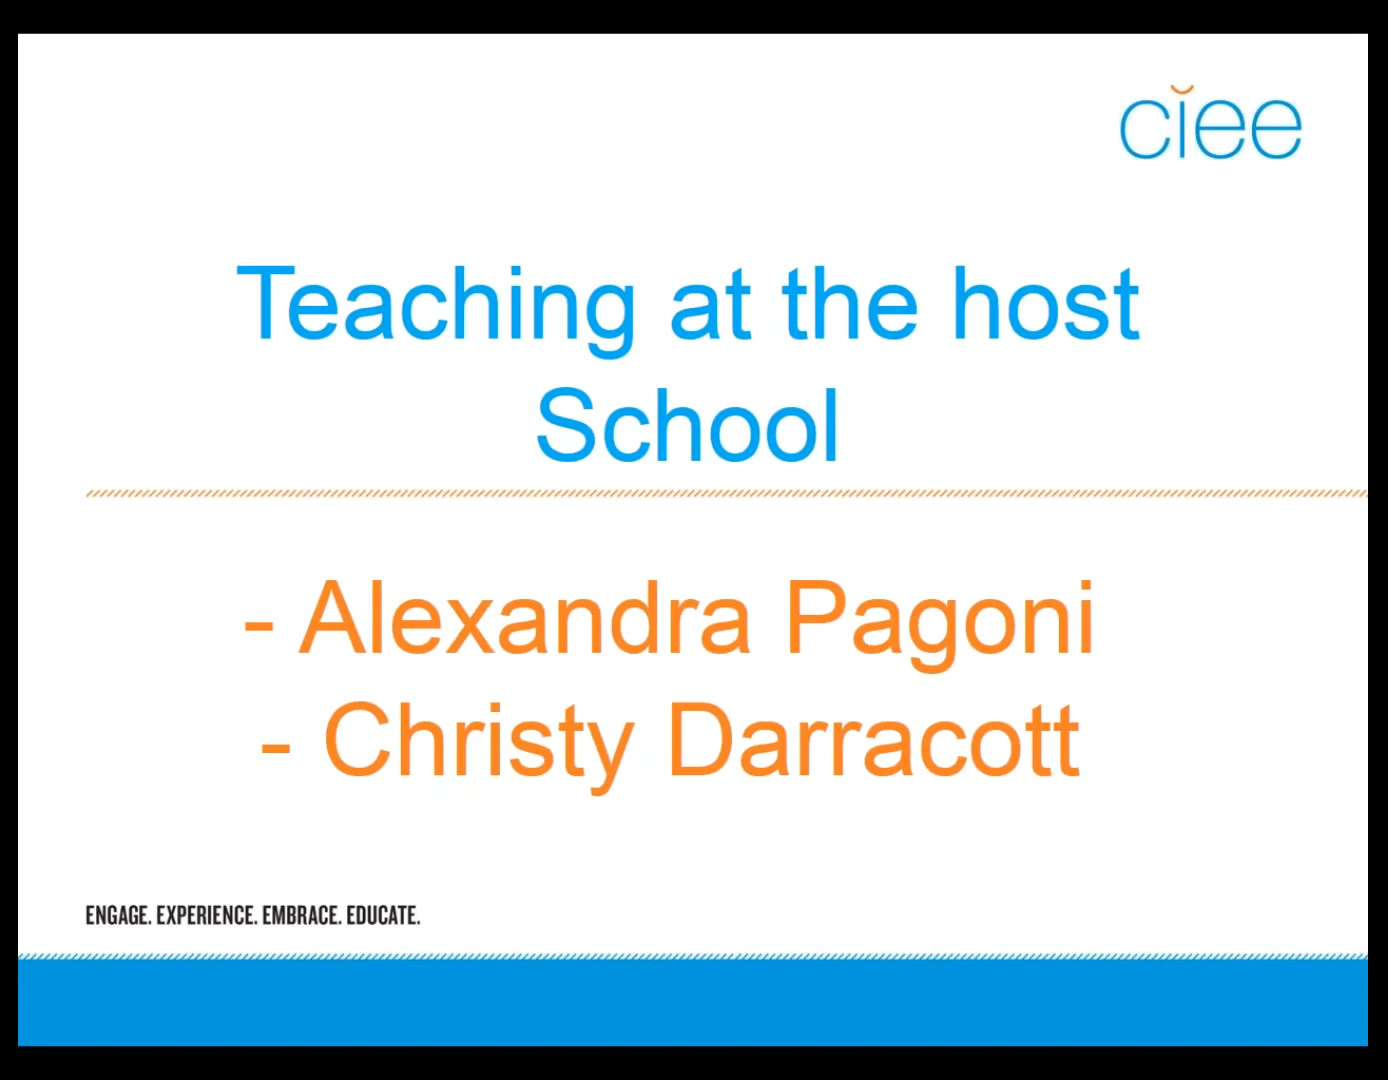 ciee
Teaching at the host
School
- Alexandra Pagoni
- Christy Darracott
ENGAGE. EXPERIENCE. EMBRACE. EDUCATE.